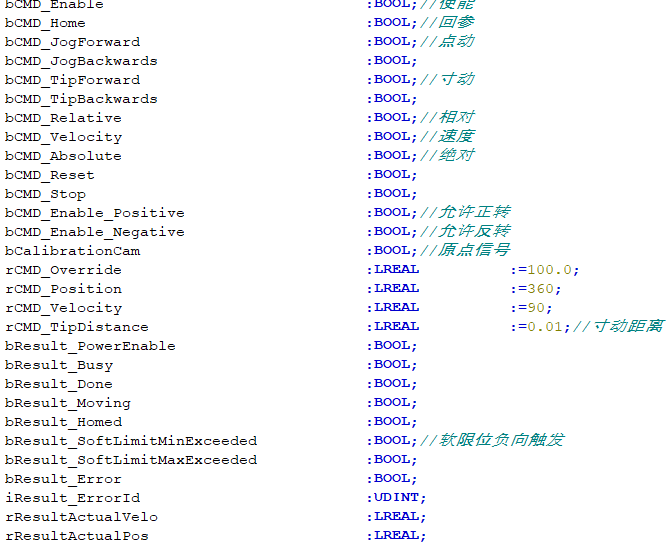 bCMD_Enable :BOOL;//使能
bCMD_Home :BOOL;//回参
bCMD_JogForward :BOOL;//点动
bCMD_JogBackwards :BOOL;
bCMD_TipForward :BOOL;//寸动
bCMD_TipBackwards :BOOL;
bCMD_Relative :BOOL;//相对
bCMD_Velocity :BOOL;//速度
bCMD_Absolute :BOOL;//绝对
bCMD_Reset :BOOL;
bCMD_Stop :BOOL;
bCMD_Enable_Positive :BOOL;//允许正转
bCMD_Enable_Negative :BOOL;//允许反转
bCalibrationCam :BOOL;//原点信号
rCMD_Override :LREAL :=100.0;
rCMD_Position :LREAL :=360;
rCMD_Velocity :LREAL :=90;
rCMD_TipDistance :LREAL :=0.01;//寸动距离
bResult_PowerEnable :BOOL;
bResult_Busy :BOOL;
bResult_Done :BOOL;
bResult_Moving :BOOL;
bResult_Homed :BOOL;
bResult_SoftLimitMinExceeded :BOOL;//软限位负向触发
bResult_SoftLimitMaxExceeded :BOOL;
bResult_Error :BOOL;
iResult_ErrorId :UDINT;
rResultActualVelo :LREAL;
rResultActualPos :LREAL;